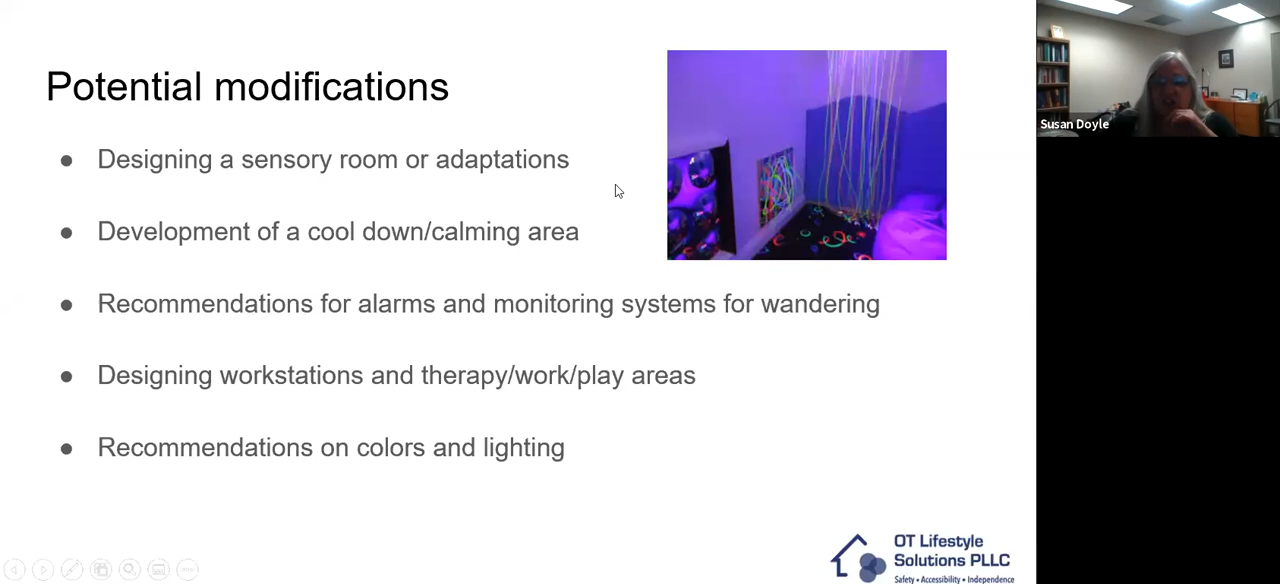 Potential modifications
● Designing a sensory room or adaptations
● Development of a cool down/calming area
● Recommendations for alarms and monitoring systems for wandering
● Designing workstations and therapy/work/play areas
● Recommendations on colors and lighting
Susan Doyle
OT Lifestyle
Solutions PLLC
Safety • Accessibility • Independence